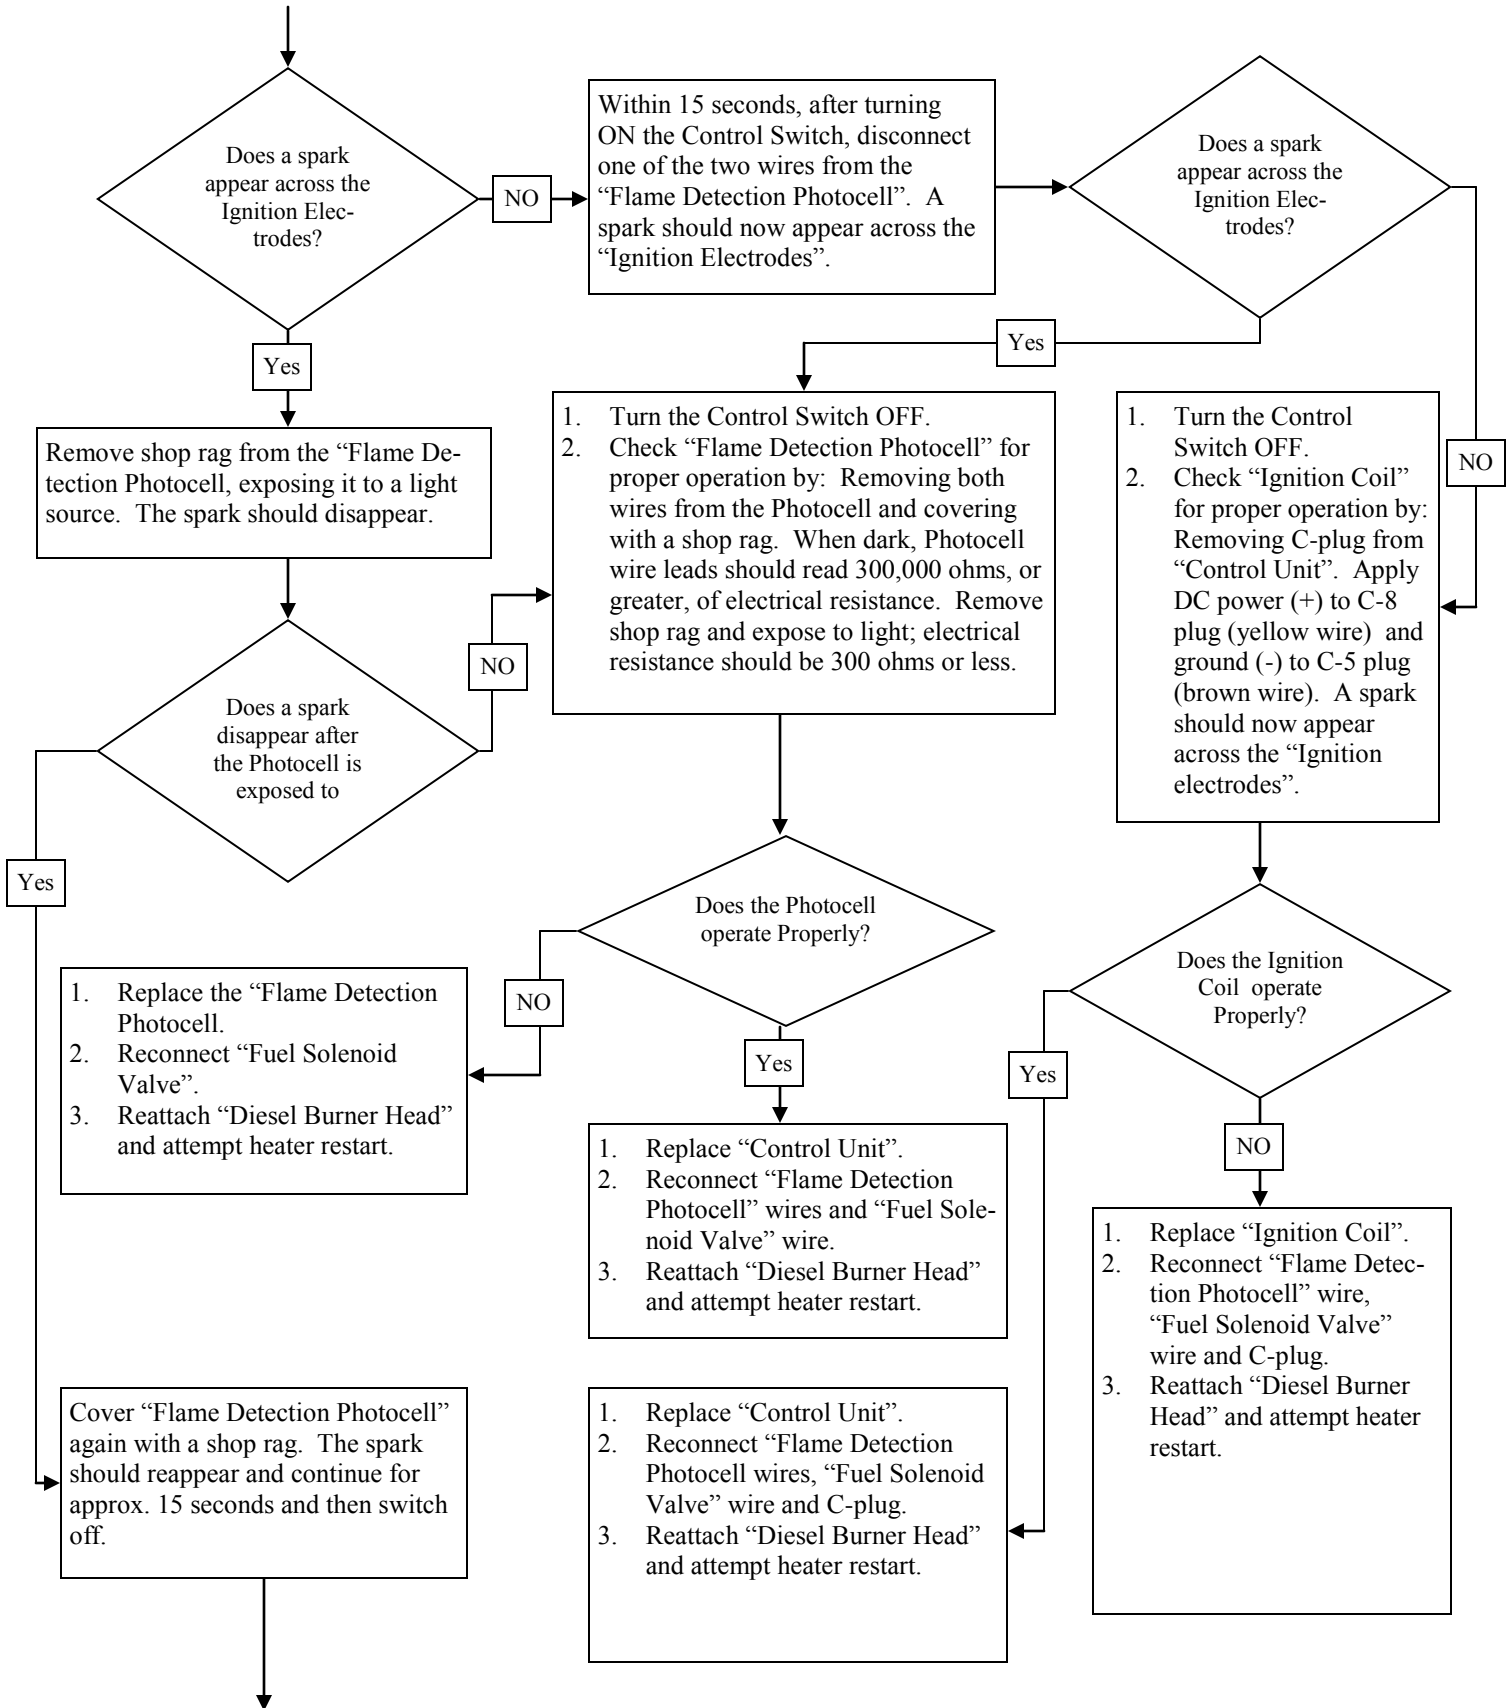 Does a spark
appear across the
Ignition Elec-
trodes?
NO
Within 15 seconds, after turning
ON the Control Switch, disconnect
one of the two wires from the
“Flame Detection Photocell”.  A
spark should now appear across the
“Ignition Electrodes”.
Does a spark
appear across the
Ignition Elec-
trodes?
Yes
Yes
NO
Remove shop rag from the “Flame De-
tection Photocell, exposing it to a light
source.  The spark should disappear.
1. Turn the Control Switch OFF.
2. Check “Flame Detection Photocell” for
proper operation by:  Removing both
wires from the Photocell and covering
with a shop rag.  When dark, Photocell
wire leads should read 300,000 ohms, or
greater, of electrical resistance.  Remove
shop rag and expose to light; electrical
resistance should be 300 ohms or less.
1. Turn the Control
Switch OFF.
2. Check “Ignition Coil”
for proper operation by:
Removing C-plug from
“Control Unit”.  Apply
DC power (+) to C-8
plug (yellow wire)  and
ground (-) to C-5 plug
(brown wire).  A spark
should now appear
across the “Ignition
electrodes”.
NO
Does a spark
disappear after
the Photocell is
exposed to
Yes
Does the Photocell
operate Properly?
Does the Ignition
Coil  operate
Properly?
NO
Yes
Yes
NO
1. Replace the “Flame Detection
Photocell.
2. Reconnect “Fuel Solenoid
Valve”.
3. Reattach “Diesel Burner Head”
and attempt heater restart.
1. Replace “Control Unit”.
2. Reconnect “Flame Detection
Photocell” wires and “Fuel Sole-
noid Valve” wire.
3. Reattach “Diesel Burner Head”
and attempt heater restart.
1. Replace “Ignition Coil”.
2. Reconnect “Flame Detec-
tion Photocell” wire,
“Fuel Solenoid Valve”
wire and C-plug.
3. Reattach “Diesel Burner
Head” and attempt heater
restart.
Cover “Flame Detection Photocell”
again with a shop rag.  The spark
should reappear and continue for
approx. 15 seconds and then switch
off.
1. Replace “Control Unit”.
2. Reconnect “Flame Detection
Photocell wires, “Fuel Solenoid
Valve” wire and C-plug.
3. Reattach “Diesel Burner Head”
and attempt heater restart.